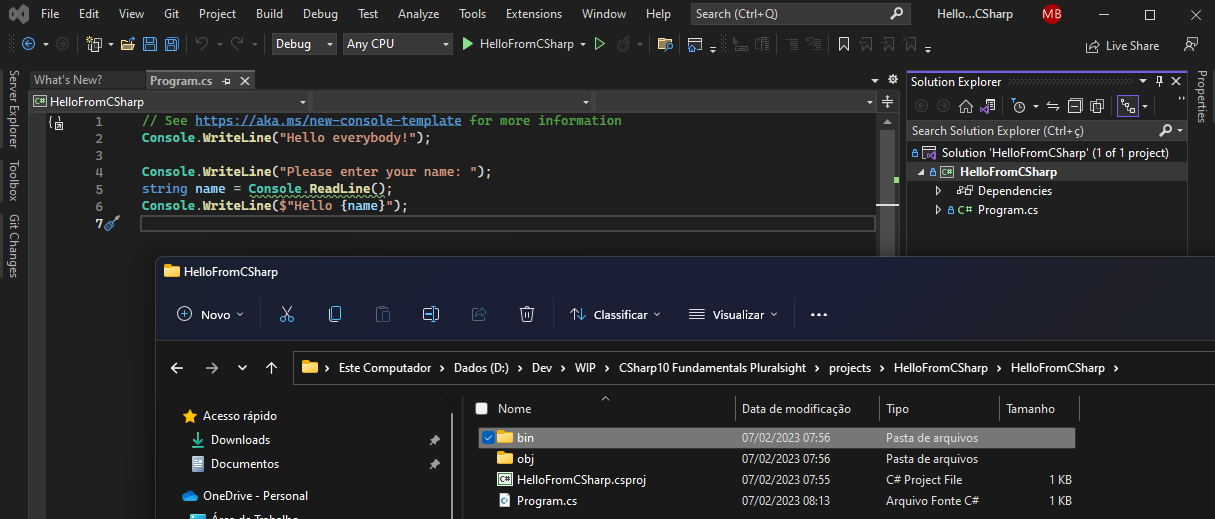 File Edit View Git Project Build Debug Test Analyze Tools Extensions Window Help Search (Ctrl+Q) Hello...CSharp MB
Debug Any CPU HelloFromCSharp Live Share
Server Explorer
Toolbox
Git Changes
What's New? Program.cs
HelloFromCSharp
1 // See https://aka.ms/new-console-template for more information
2 Console.WriteLine("Hello everybody!");
3
4 Console.WriteLine("Please enter your name: ");
5 string name = Console.ReadLine();
6 Console.WriteLine($"Hello {name}");
7
Solution Explorer
Search Solution Explorer (Ctrl+ç)
Solution 'HelloFromCSharp' (1 of 1 project)
C# HelloFromCSharp
Dependencies
C# Program.cs
Properties
HelloFromCSharp
Novo Classificar Visualizar
Este Computador › Dados (D:) › Dev › WIP › CSharp10 Fundamentals Pluralsight › projects › HelloFromCSharp › HelloFromCSharp ›
Acesso rápido
Downloads
Documentos
OneDrive - Personal
Área de Trabalho
Nome Data de modificação Tipo Tamanho
bin 07/02/2023 07:56 Pasta de arquivos
obj 07/02/2023 07:56 Pasta de arquivos
HelloFromCSharp.csproj 07/02/2023 07:55 C# Project File 1 KB
Program.cs 07/02/2023 08:13 Arquivo Fonte C# 1 KB